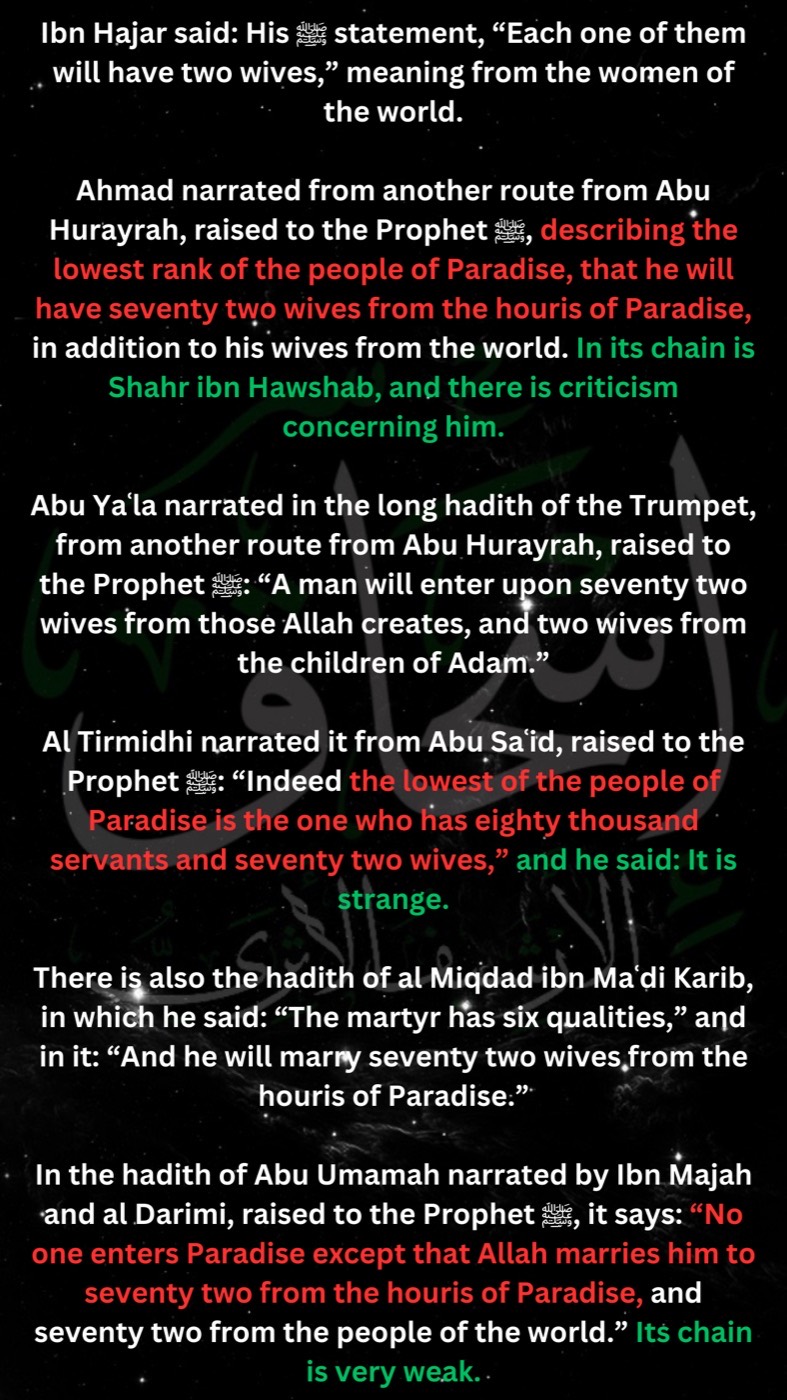 Ibn Hajar said: His ﷺ statement, “Each one of them
will have two wives,” meaning from the women of
the world.
Ahmad narrated from another route from Abu
Hurayrah, raised to the Prophet ﷺ, describing the
lowest rank of the people of Paradise, that he will
have seventy two wives from the houris of Paradise,
in addition to his wives from the world. In its chain is
Shahr ibn Hawshab, and there is criticism
concerning him.
Abu Yaʿla narrated in the long hadith of the Trumpet,
from another route from Abu Hurayrah, raised to
the Prophet ﷺ: “A man will enter upon seventy two
wives from those Allah creates, and two wives from
the children of Adam.”
Al Tirmidhi narrated it from Abu Saʿid, raised to the
Prophet ﷺ: “Indeed the lowest of the people of
Paradise is the one who has eighty thousand
servants and seventy two wives,” and he said: It is
strange.
There is also the hadith of al Miqdad ibn Maʿdi Karib,
in which he said: “The martyr has six qualities,” and
in it: “And he will marry seventy two wives from the
houris of Paradise.”
In the hadith of Abu Umamah narrated by Ibn Majah
and al Darimi, raised to the Prophet ﷺ, it says: “No
one enters Paradise except that Allah marries him to
seventy two from the houris of Paradise, and
seventy two from the people of the world.” Its chain
is very weak.